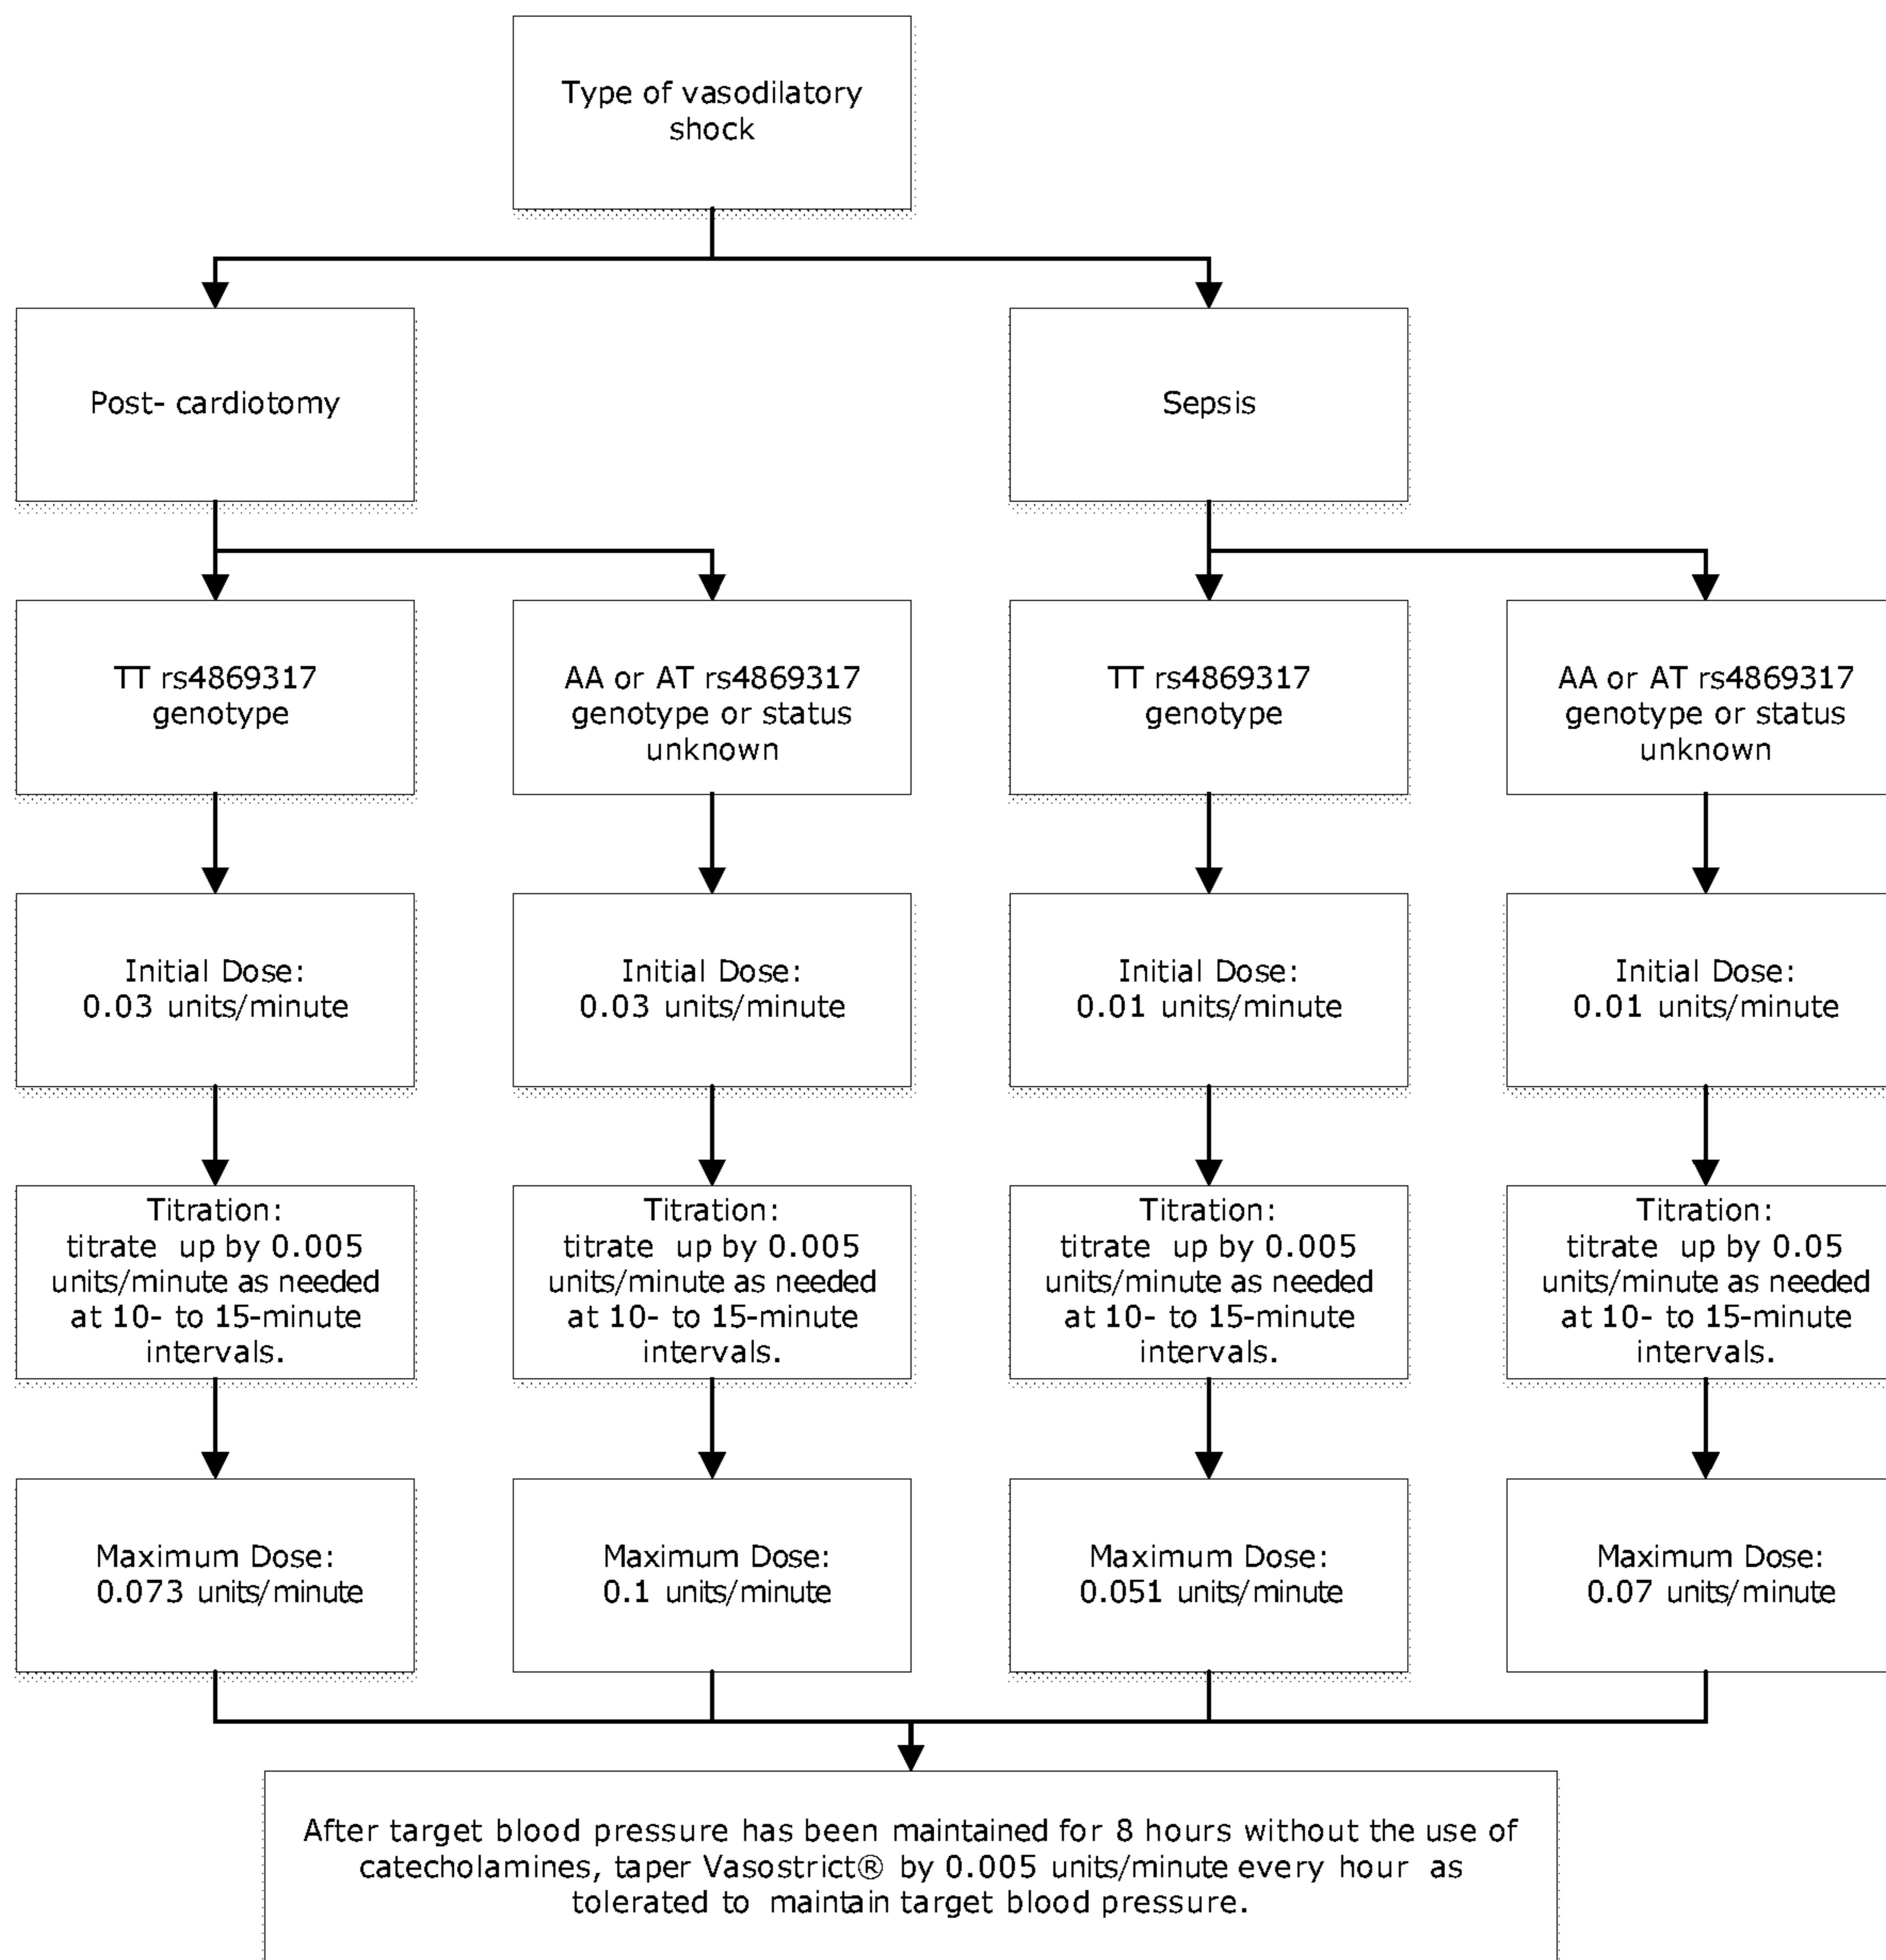 Type of vasodilatory
shock
Post- cardiotomy
Sepsis
TT rs4869317
genotype
AA or AT rs4869317
genotype or status
unknown
TT rs4869317
genotype
AA or AT rs4869317
genotype or status
unknown
Initial Dose:
0.03 units/minute
Initial Dose:
0.03 units/minute
Initial Dose:
0.01 units/minute
Initial Dose:
0.01 units/minute
Titration:
titrate up by 0.005
units/minute as needed
at 10- to 15-minute
intervals.
Titration:
titrate up by 0.005
units/minute as needed
at 10- to 15-minute
intervals.
Titration:
titrate up by 0.005
units/minute as needed
at 10- to 15-minute
intervals.
Titration:
titrate up by 0.05
units/minute as needed
at 10- to 15-minute
intervals.
Maximum Dose:
0.073 units/minute
Maximum Dose:
0.1 units/minute
Maximum Dose:
0.051 units/minute
Maximum Dose:
0.07 units/minute
After target blood pressure has been maintained for 8 hours without the use of
catecholamines, taper Vasostrict® by 0.005 units/minute every hour as
tolerated to maintain target blood pressure.